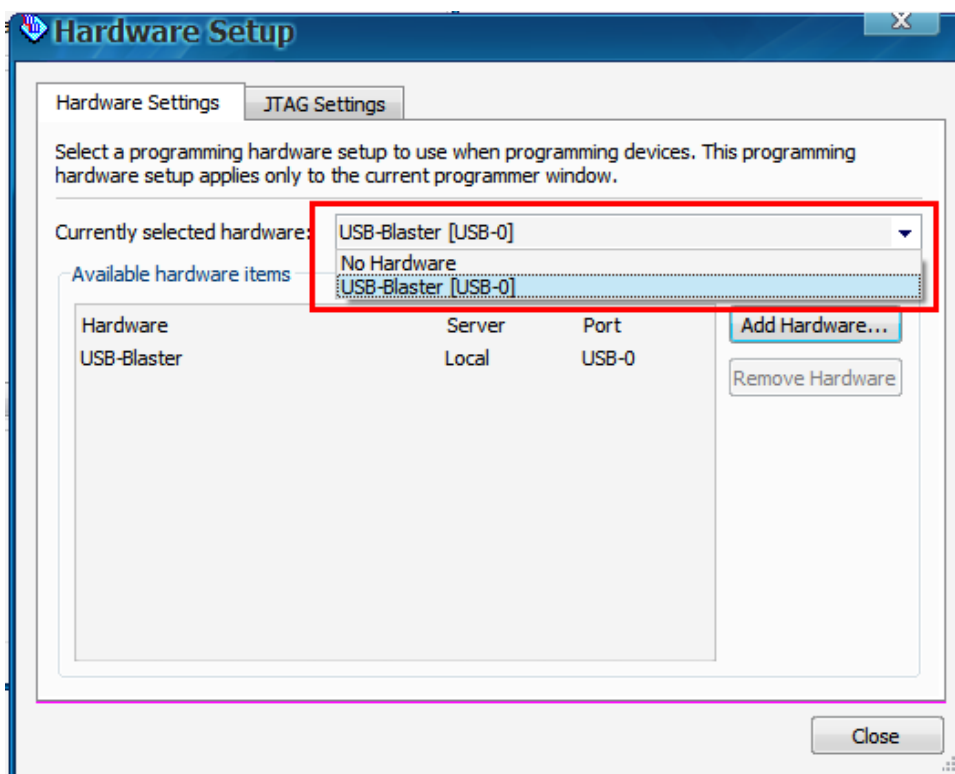 Hardware Setup
Hardware Settings
JTAG Settings
Select a programming hardware setup to use when programming devices. This programming
hardware setup applies only to the current programmer window.
Currently selected hardware:
USB-Blaster [USB-0]
No Hardware
USB-Blaster [USB-0]
Available hardware items
Hardware Server Port
USB-Blaster Local USB-0
Add Hardware...
Remove Hardware
Close